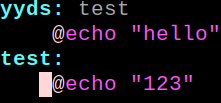 yyds: test
    @echo "hello"
test:
    @echo "123"